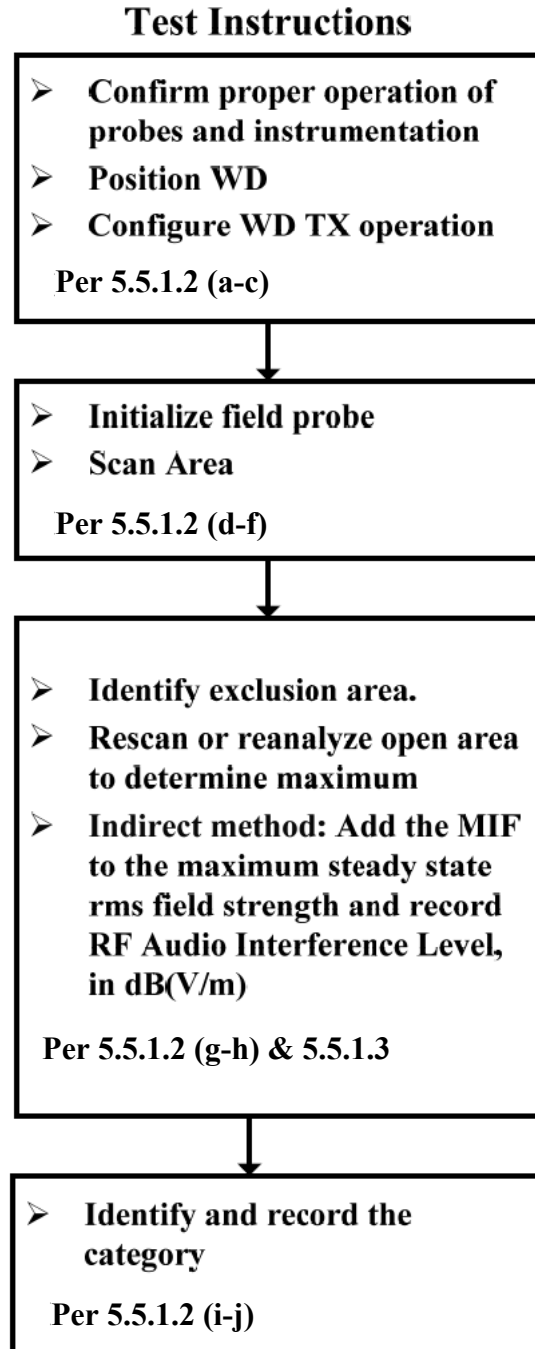 Test Instructions
➢ Confirm proper operation of
probes and instrumentation
➢ Position WD
➢ Configure WD TX operation
Per 5.5.1.2 (a-c)
➢ Initialize field probe
➢ Scan Area
Per 5.5.1.2 (d-f)
➢ Identify exclusion area.
➢ Rescan or reanalyze open area
to determine maximum
➢ Indirect method: Add the MIF
to the maximum steady state
rms field strength and record
RF Audio Interference Level,
in dB(V/m)
Per 5.5.1.2 (g-h) & 5.5.1.3
➢ Identify and record the
category
Per 5.5.1.2 (i-j)